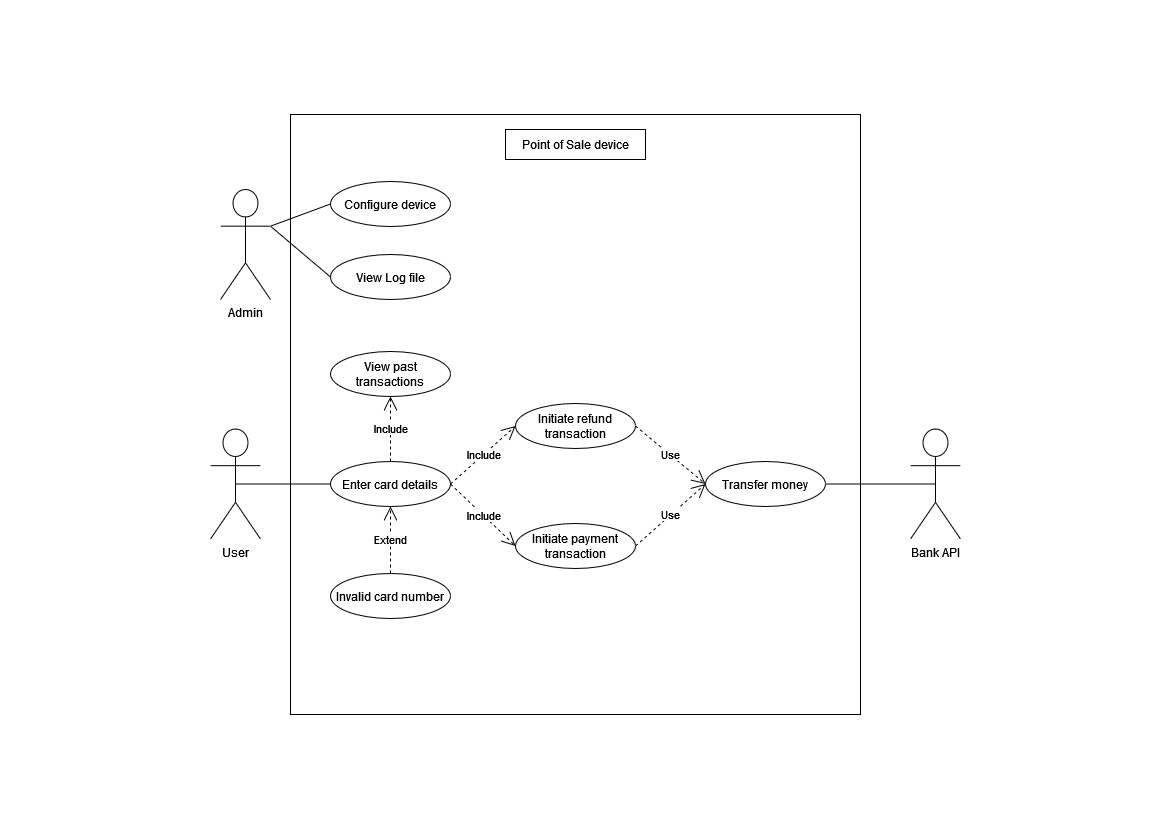 Point of Sale device
Configure device
View Log file
Admin
View past
transactions
Include
Initiate refund
transaction
Include
Use
Enter card details
Transfer money
Include
Use
Extend
Initiate payment
transaction
User
Bank API
Invalid card number